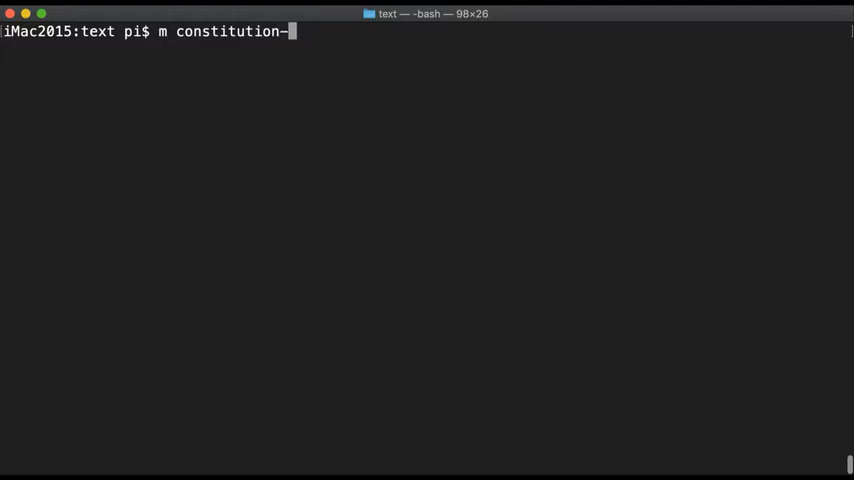 text — -bash — 98×26
iMac2015:text pi$ m constitution-